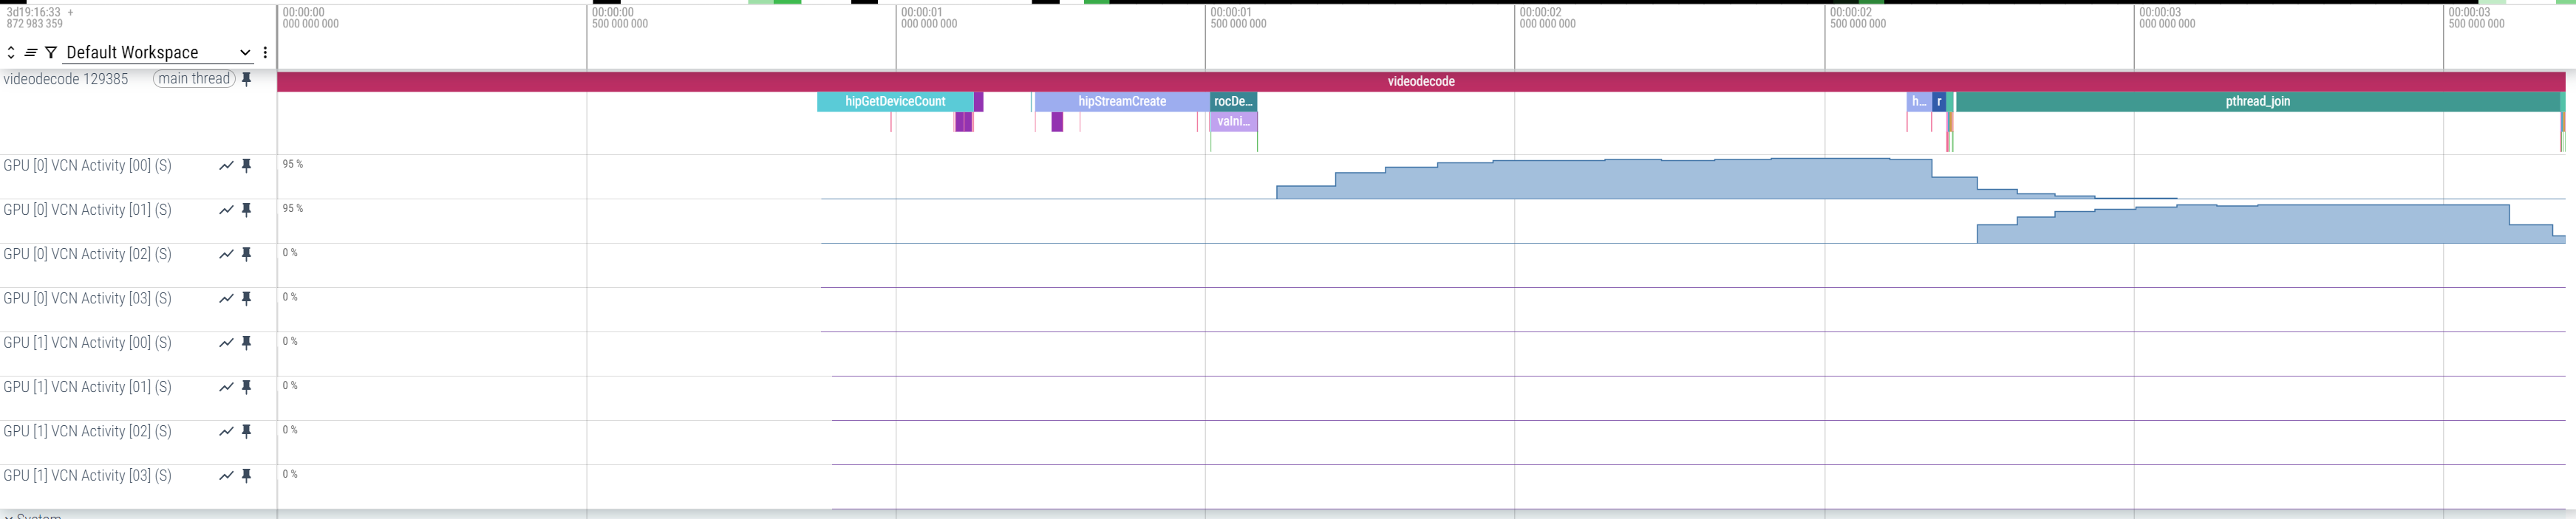 3d19:16:33 +
872 983 359
00:00:00
000 000 000
00:00:00
500 000 000
00:00:01
000 000 000
00:00:01
500 000 000
00:00:02
000 000 000
00:00:02
500 000 000
00:00:03
000 000 000
00:00:03
500 000 000
Default Workspace
videodecode 129385
main thread
videodecode
hipGetDeviceCount
hipStreamCreate
rocDe...
h...
r
pthread_join
valni...
GPU [0] VCN Activity [00] (S)
95 %
GPU [0] VCN Activity [01] (S)
95 %
GPU [0] VCN Activity [02] (S)
0 %
GPU [0] VCN Activity [03] (S)
0 %
GPU [1] VCN Activity [00] (S)
0 %
GPU [1] VCN Activity [01] (S)
0 %
GPU [1] VCN Activity [02] (S)
0 %
GPU [1] VCN Activity [03] (S)
0 %
System